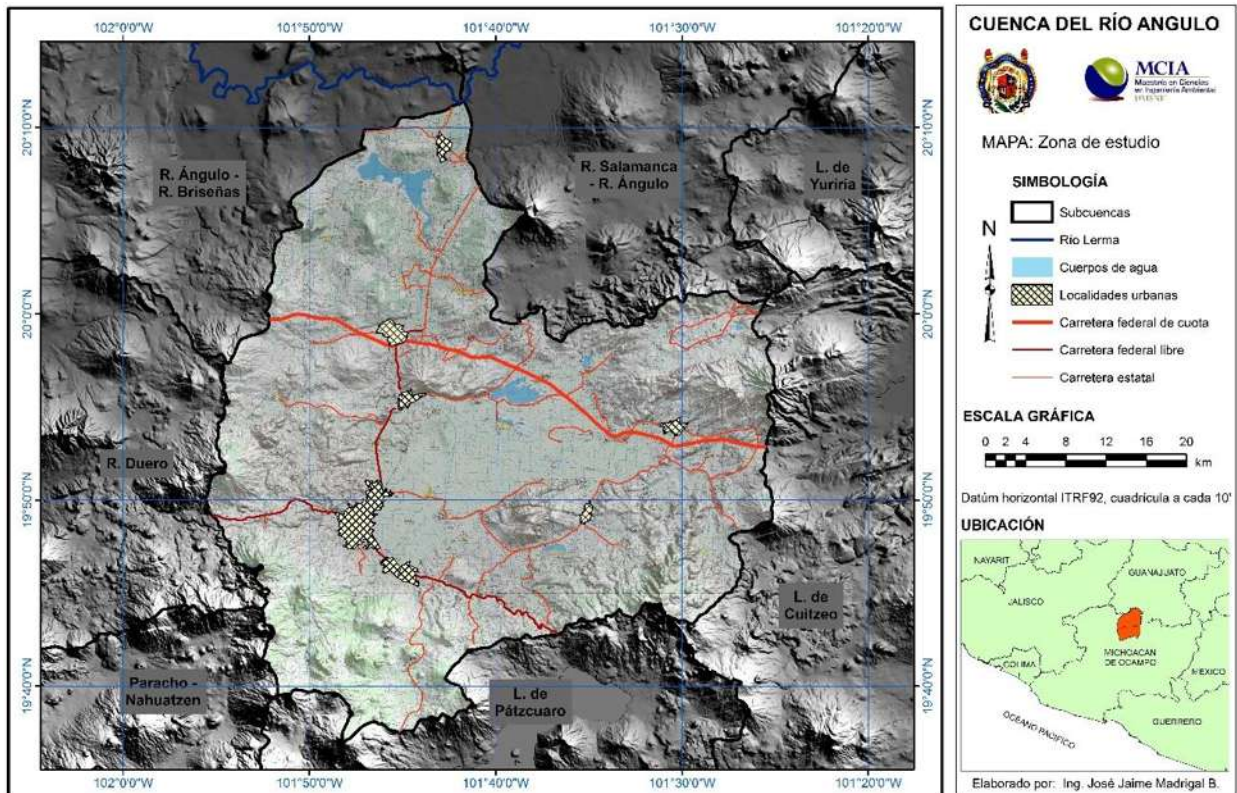 102°0'0"W
101°50'0"W
101°40'0"W
101°30'0"W
101°20'0"W
20°10'0"N
20°0'0"N
19°50'0"N
19°40'0"N
20°10'0"N
20°0'0"N
19°50'0"N
19°40'0"N
R. Ángulo -
R. Briseñas
R. Salamanca
- R. Ángulo
L. de
Yuriria
R. Duero
L. de
Cuitzeo
Paracho -
Nahuatzen
L. de
Pátzcuaro
102°0'0"W
101°50'0"W
101°40'0"W
101°30'0"W
101°20'0"W
CUENCA DEL RÍO ANGULO
MCIA
Maestría en Ciencias
en Ingeniería Ambiental
MAPA: Zona de estudio
SIMBOLOGÍA
N
Subcuencas
Río Lerma
Cuerpos de agua
Localidades urbanas
Carretera federal de cuota
Carretera federal libre
Carretera estatal
ESCALA GRÁFICA
0 2 4 8 12 16 20
km
Datúm horizontal ITRF92, cuadrícula a cada 10'
UBICACIÓN
NAYARIT
GUANAJUATO
JALISCO
MICHOACAN
DE OCAMPO
COLIMA
MEXICO
GUERRERO
OCEANO PACIFICO
Elaborado por: Ing. José Jaime Madrigal B.